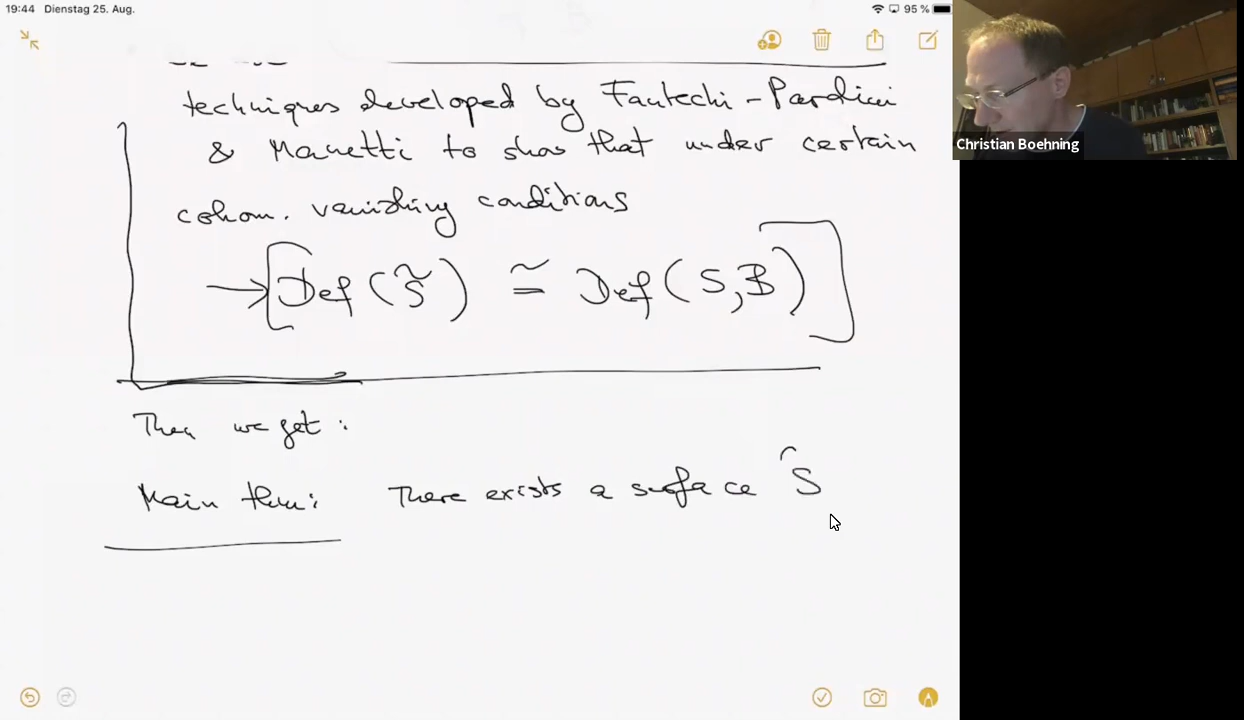 19:44 Dienstag 25. Aug.
95 %
techniques developed by Fantechi - Pardini
& Manetti to show that under certain
cohom. vanishing conditions
→ [Def(S̃) ≅ Def(S,B)]
Then we get :
Main thm: There exists a surface S̃
Christian Boehning